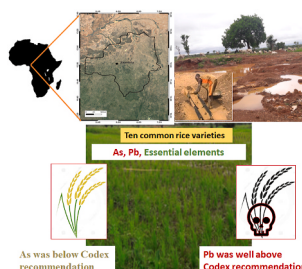 Ten common rice varieties
As, Pb, Essential elements
As was below Codex
recommendation
Pb was well above
Codex recommendation